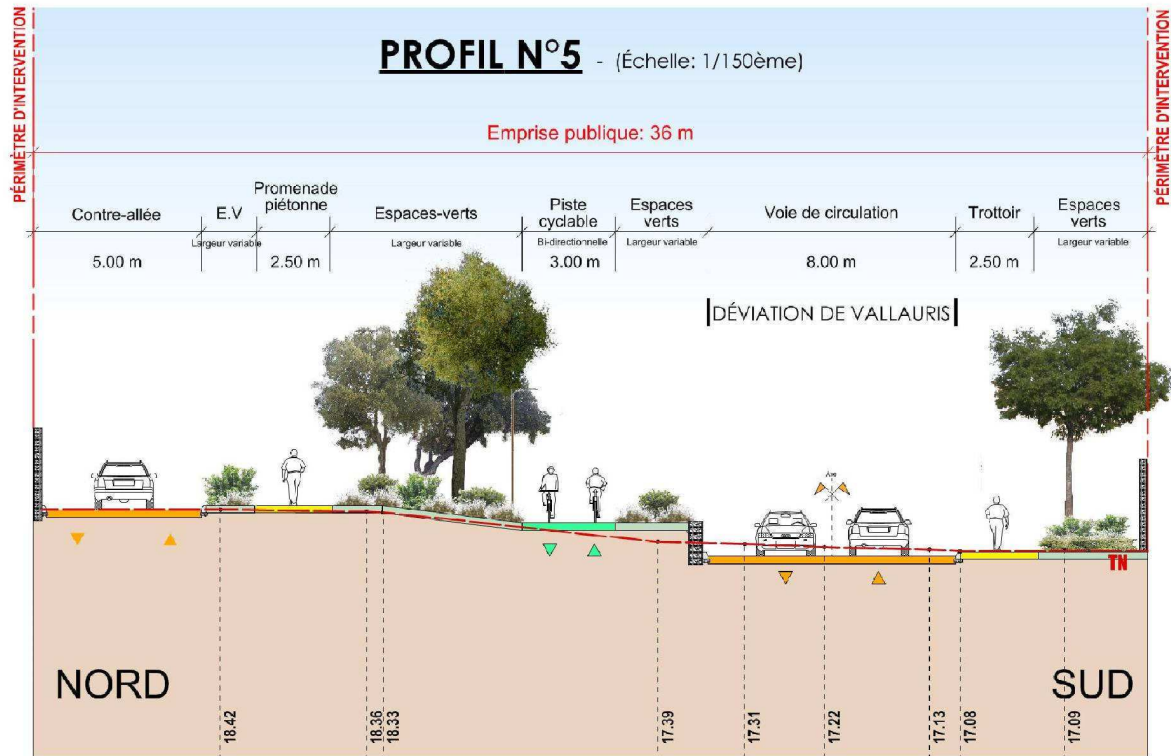 PÉRIMÈTRE D'INTERVENTION
PROFIL N°5 - (Échelle: 1/150ème)
PÉRIMÈTRE D'INTERVENTION
Emprise publique: 36 m
Contre-allée
5.00 m
E.V
Largeur variable
Promenade
piétonne
2.50 m
Espaces-verts
Largeur variable
Piste
cyclable
Bi-directionnelle
3.00 m
Espaces
verts
Largeur variable
Voie de circulation
8.00 m
Trottoir
2.50 m
Espaces
verts
Largeur variable
DÉVIATION DE VALLAURIS
Axe
TN
NORD
SUD
18.42
18.36
18.33
17.39
17.31
17.22
17.13
17.08
17.09